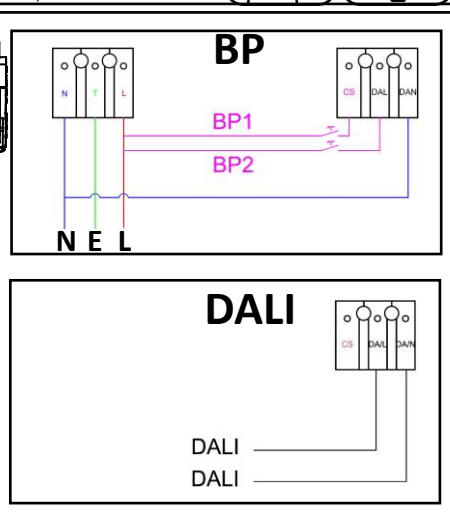 BP
N T L
CS DAL DAN
BP1
BP2
N E L
DALI
CS DA/L DA/N
DALI
DALI